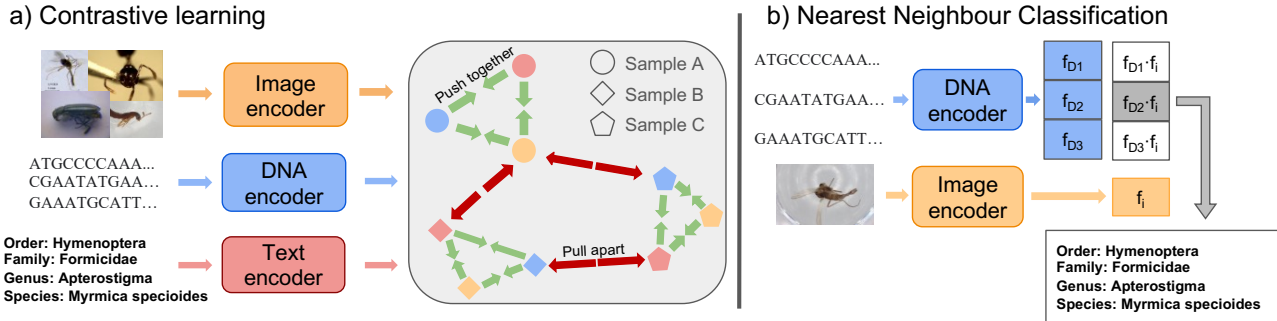 a) Contrastive learning
Image
encoder
ATGCCCCAAA...
CGAATATGAA...
GAAATGCATT...
DNA
encoder
Order: Hymenoptera
Family: Formicidae
Genus: Apterostigma
Species: Myrmica specioides
Text
encoder
Push together
Sample A
Sample B
Sample C
Pull apart
b) Nearest Neighbour Classification
ATGCCCCAAA...
CGAATATGAA...
GAAATGCATT...
DNA
encoder
fD1
fD2
fD3
fD1·fi
fD2·fi
fD3·fi
Image
encoder
fi
Order: Hymenoptera
Family: Formicidae
Genus: Apterostigma
Species: Myrmica specioides